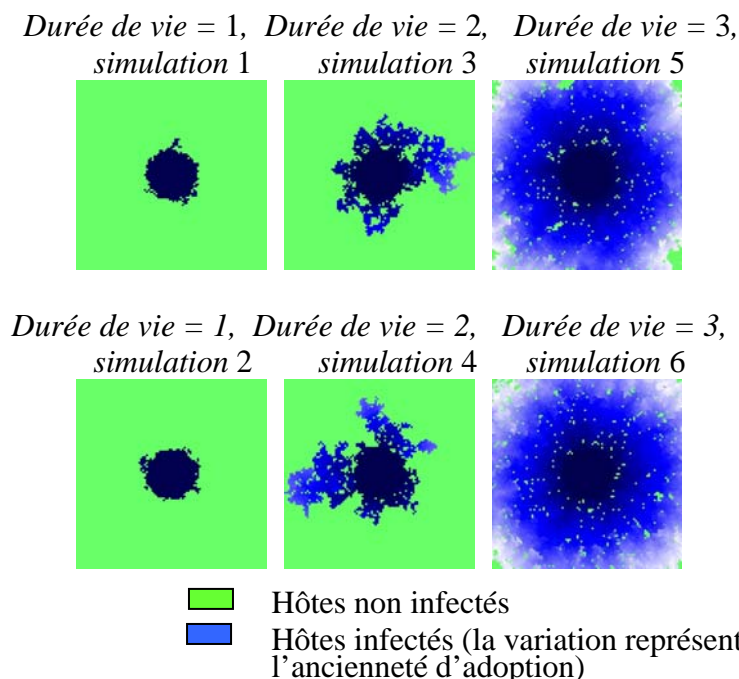 Durée de vie = 1, Durée de vie = 2, Durée de vie = 3,
simulation 1 simulation 3 simulation 5
Durée de vie = 1, Durée de vie = 2, Durée de vie = 3,
simulation 2 simulation 4 simulation 6
Hôtes non infectés
Hôtes infectés (la variation représent
l’ancienneté d’adoption)